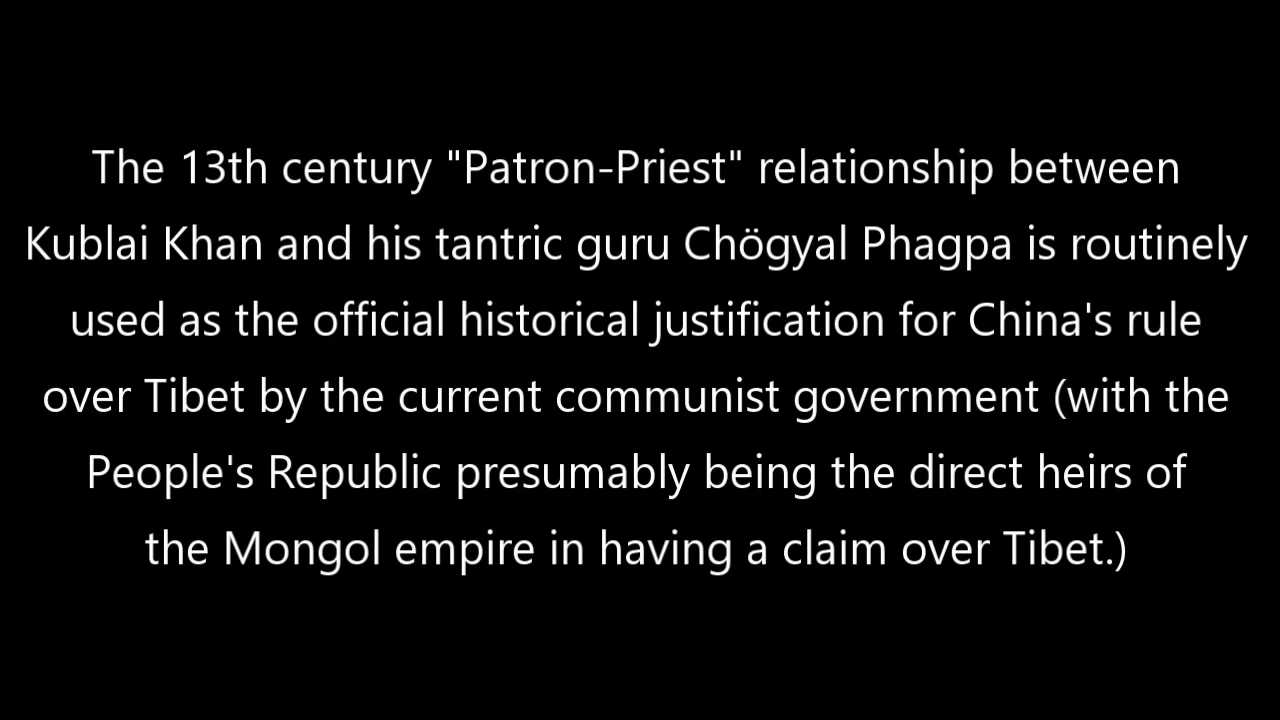 The 13th century "Patron-Priest" relationship between
Kublai Khan and his tantric guru Chögyal Phagpa is routinely
used as the official historical justification for China's rule
over Tibet by the current communist government (with the
People's Republic presumably being the direct heirs of
the Mongol empire in having a claim over Tibet.)